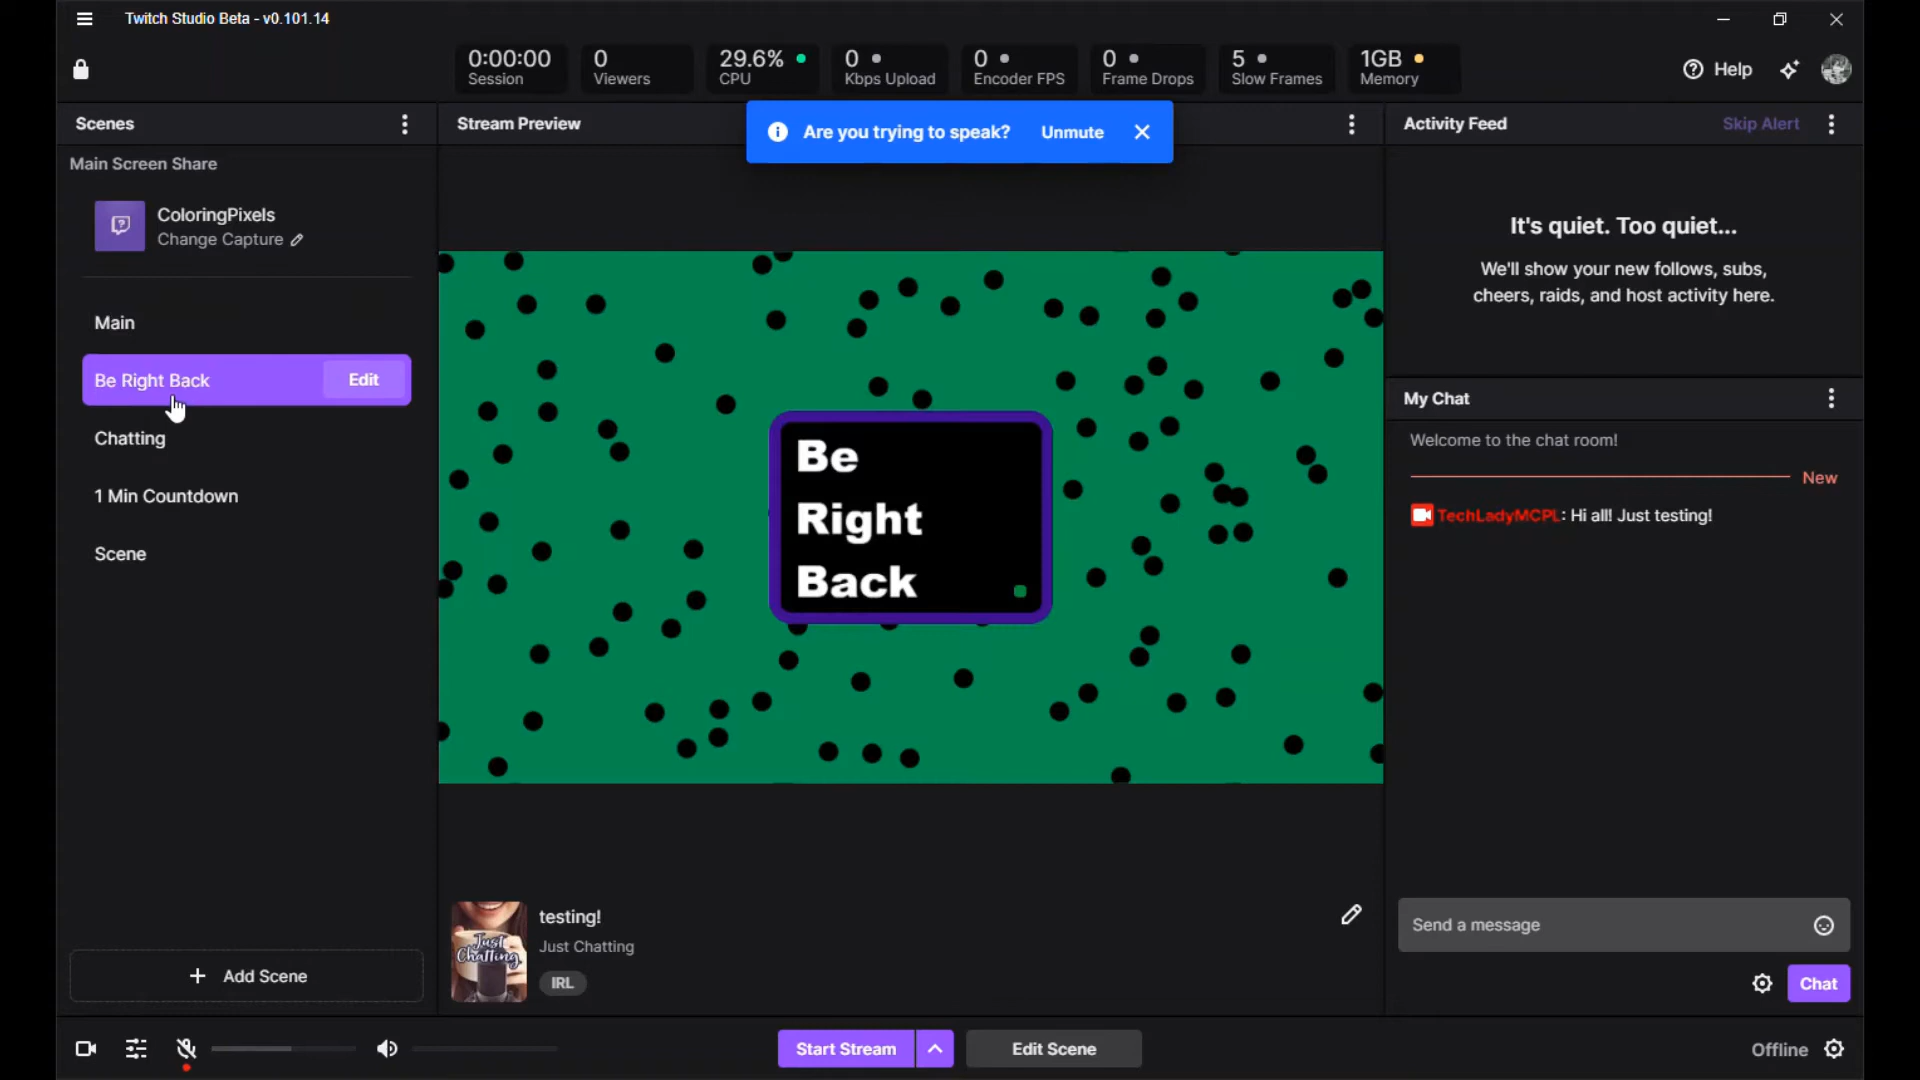 Twitch Studio Beta - v0.101.14
0:00:00
Session
0
Viewers
29.6%
CPU
0
Kbps Upload
0
Encoder FPS
0
Frame Drops
5
Slow Frames
1GB
Memory
Help
Scenes
Stream Preview
Are you trying to speak? Unmute
Activity Feed
Skip Alert
Main Screen Share
ColoringPixels
Change Capture
Main
Be Right Back
Edit
Chatting
1 Min Countdown
Scene
Add Scene
Be
Right
Back
Just
Chatting
testing!
Just Chatting
IRL
It's quiet. Too quiet...
We'll show your new follows, subs,
cheers, raids, and host activity here.
My Chat
Welcome to the chat room!
New
TechLadyMCPL: Hi all! Just testing!
Send a message
Chat
Start Stream
Edit Scene
Offline